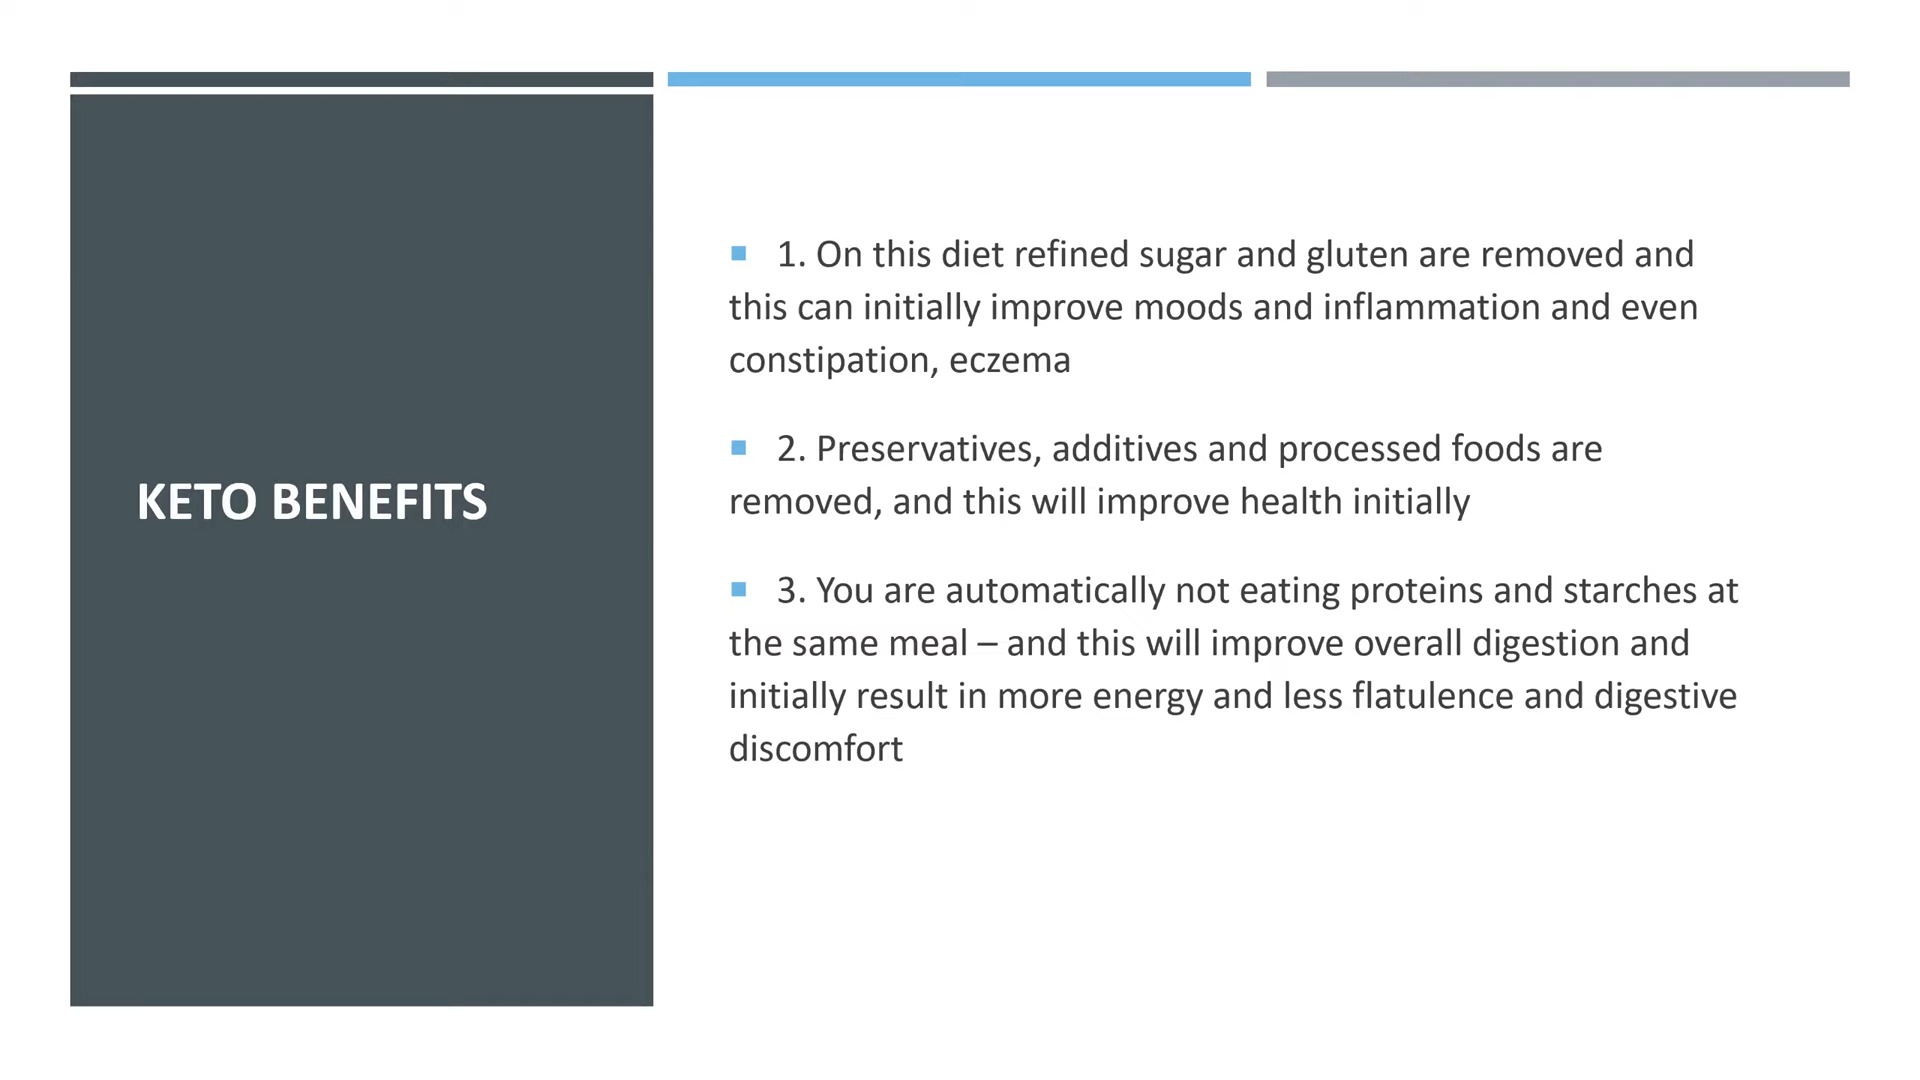 KETO BENEFITS
1. On this diet refined sugar and gluten are removed and
this can initially improve moods and inflammation and even
constipation, eczema
2. Preservatives, additives and processed foods are
removed, and this will improve health initially
3. You are automatically not eating proteins and starches at
the same meal – and this will improve overall digestion and
initially result in more energy and less flatulence and digestive
discomfort